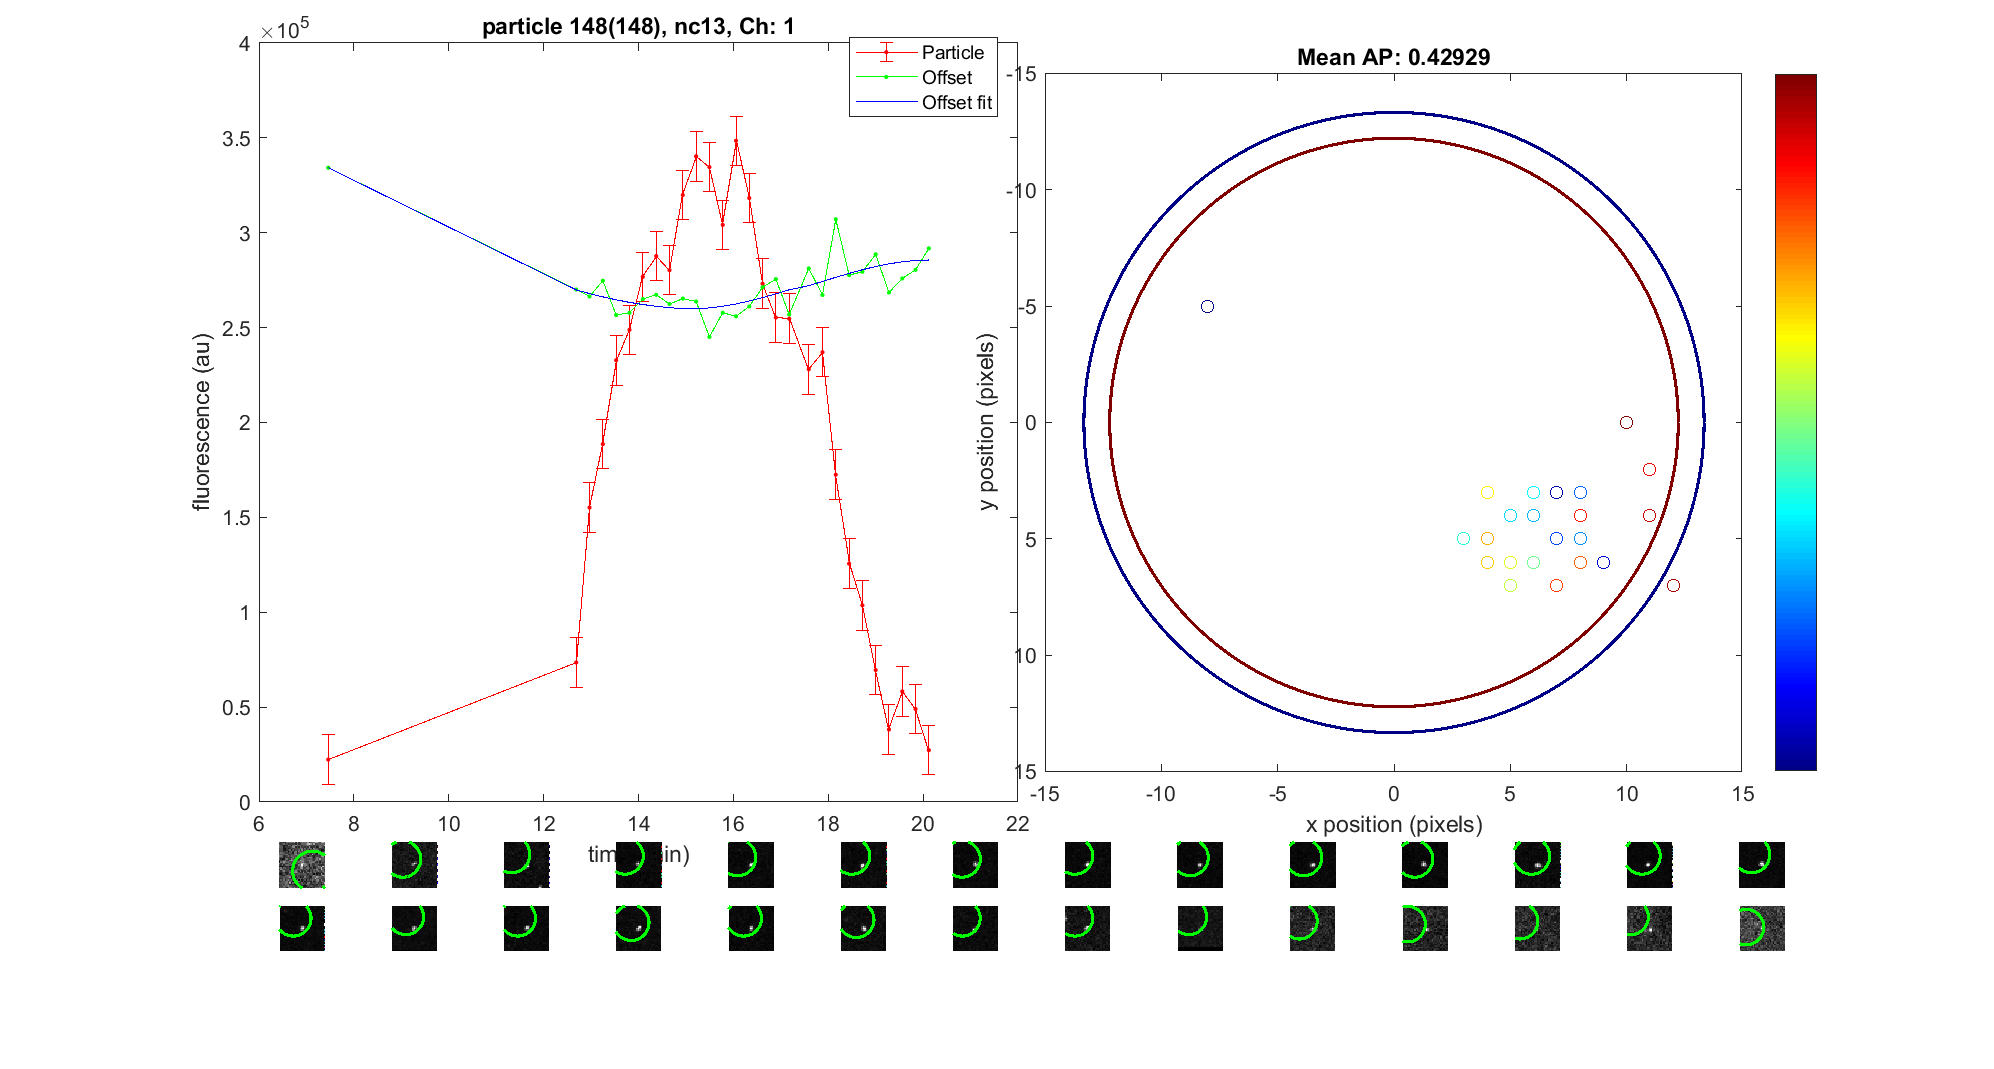 particle 148(148), nc13, Ch: 1
×10^5
4
3.5
3
2.5
2
1.5
1
0.5
0
fluorescence (au)
6 8 10 12 14 16 18 20 22
Particle
Offset
Offset fit
Mean AP: 0.42929
-15
-10
-5
0
5
10
15
y position (pixels)
-15 -10 -5 0 5 10 15
x position (pixels)